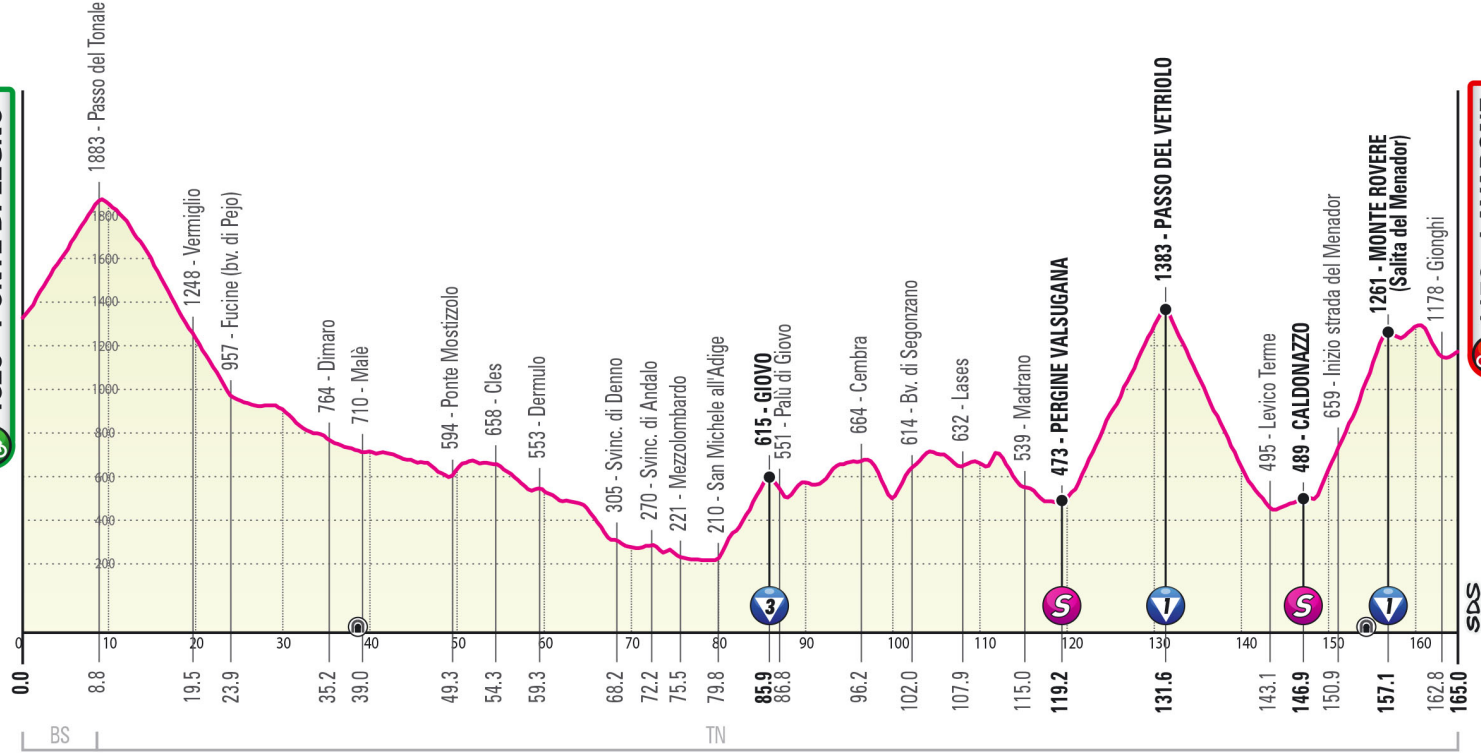 1883 - Passo del Tonale
1248 - Vermiglio
957 - Fucine (bv. di Pejo)
764 - Dimaro
710 - Malè
594 - Ponte Mostizzolo
658 - Cles
553 - Dermulo
305 - Svinc. di Denno
270 - Svinc. di Andalo
221 - Mezzolombardo
210 - San Michele all'Adige
615 - GIOVO
551 - Palù di Giovo
664 - Cembra
614 - Bv. di Segonzano
632 - Lases
539 - Madrano
473 - PERGINE VALSUGANA
1383 - PASSO DEL VETRIOLO
495 - Levico Terme
489 - CALDONAZZO
659 - Inizio strada del Menador
1261 - MONTE ROVERE
(Salita del Menador)
1178 - Gionghi
1800
1600
1400
1200
1000
800
600
400
200
3
S
1
S
1
SDS
0
10
20
30
40
50
60
70
80
90
100
110
120
130
140
150
160
0.0
8.8
19.5
23.9
35.2
39.0
49.3
54.3
59.3
68.2
72.2
75.5
79.8
85.9
86.8
96.2
102.0
107.9
115.0
119.2
131.6
143.1
146.9
150.9
157.1
162.8
165.0
BS
TN